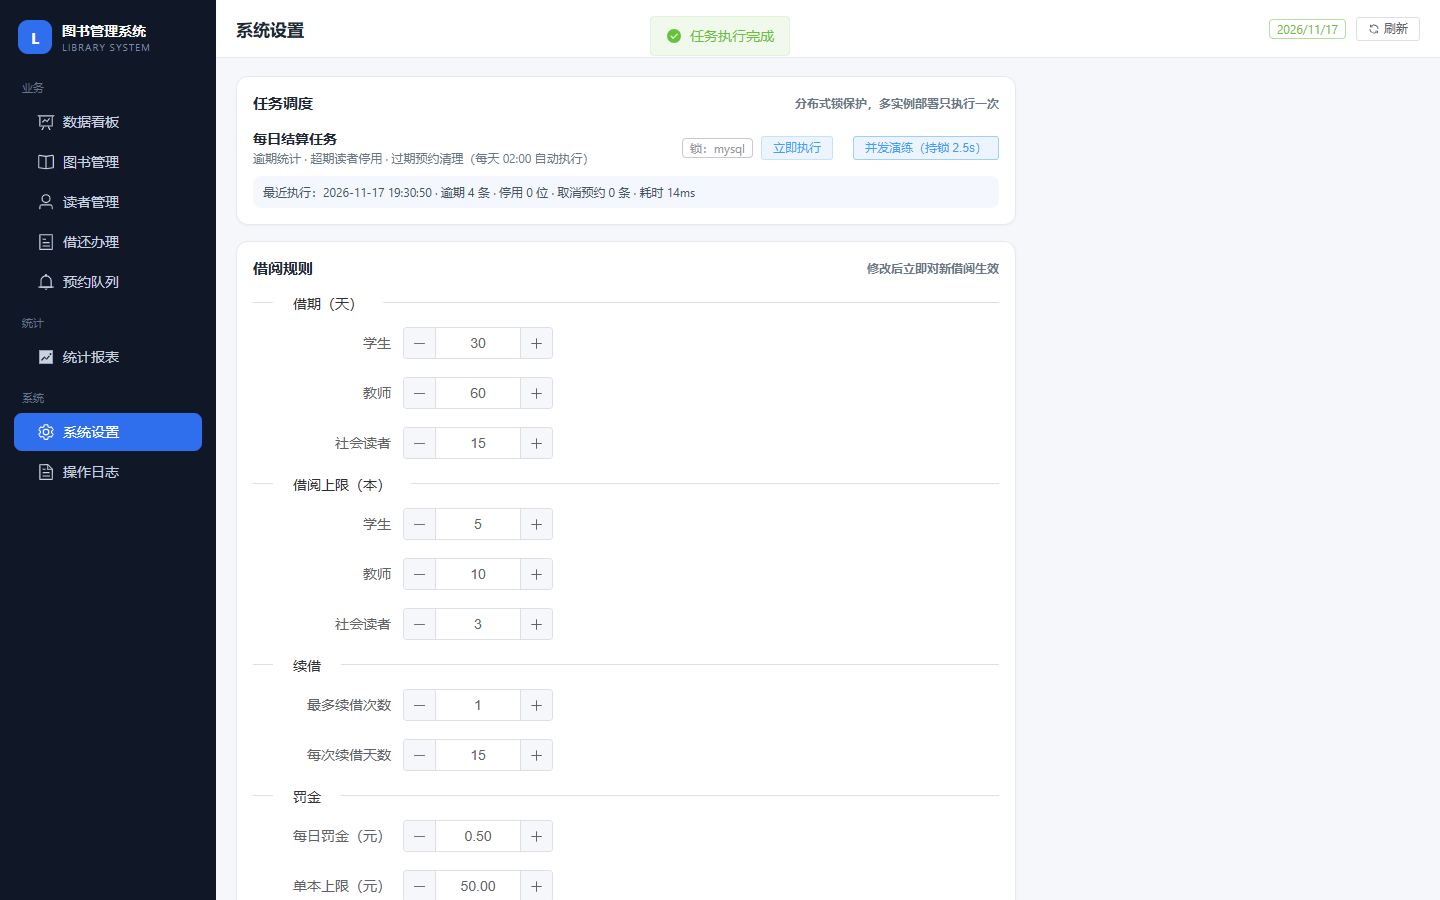 L
图书管理系统
LIBRARY SYSTEM
业务
数据看板
图书管理
读者管理
借还办理
预约队列
统计
统计报表
系统
系统设置
操作日志
系统设置
任务执行完成
2026/11/17
刷新
任务调度
分布式锁保护，多实例部署只执行一次
每日结算任务
逾期统计 · 超期读者停用 · 过期预约清理（每天 02:00 自动执行）
锁：mysql
立即执行
并发演练（持锁 2.5s）
最近执行：2026-11-17 19:30:50 · 逾期 4 条 · 停用 0 位 · 取消预约 0 条 · 耗时 14ms
借阅规则
修改后立即对新借阅生效
借期（天）
学生 30
教师 60
社会读者 15
借阅上限（本）
学生 5
教师 10
社会读者 3
续借
最多续借次数 1
每次续借天数 15
罚金
每日罚金（元） 0.50
单本上限（元） 50.00